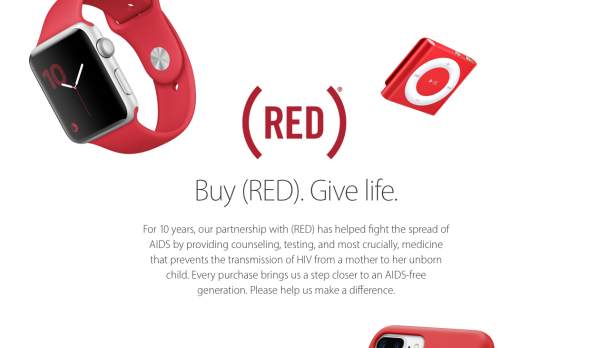 10
(RED)®
Buy (RED). Give life.
For 10 years, our partnership with (RED) has helped fight the spread of
AIDS by providing counseling, testing, and most crucially, medicine
that prevents the transmission of HIV from a mother to her unborn
child. Every purchase brings us a step closer to an AIDS-free
generation. Please help us make a difference.